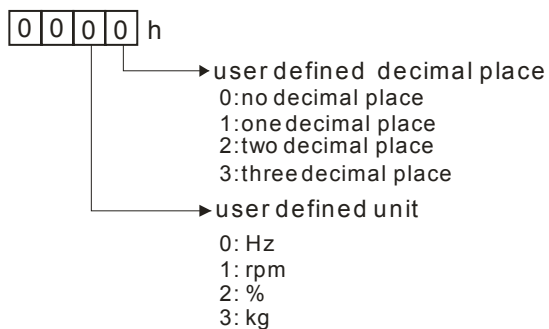 0 0 0 0 h
user defined decimal place
0:no decimal place
1:one decimal place
2:two decimal place
3:three decimal place
user defined unit
0: Hz
1: rpm
2: %
3: kg